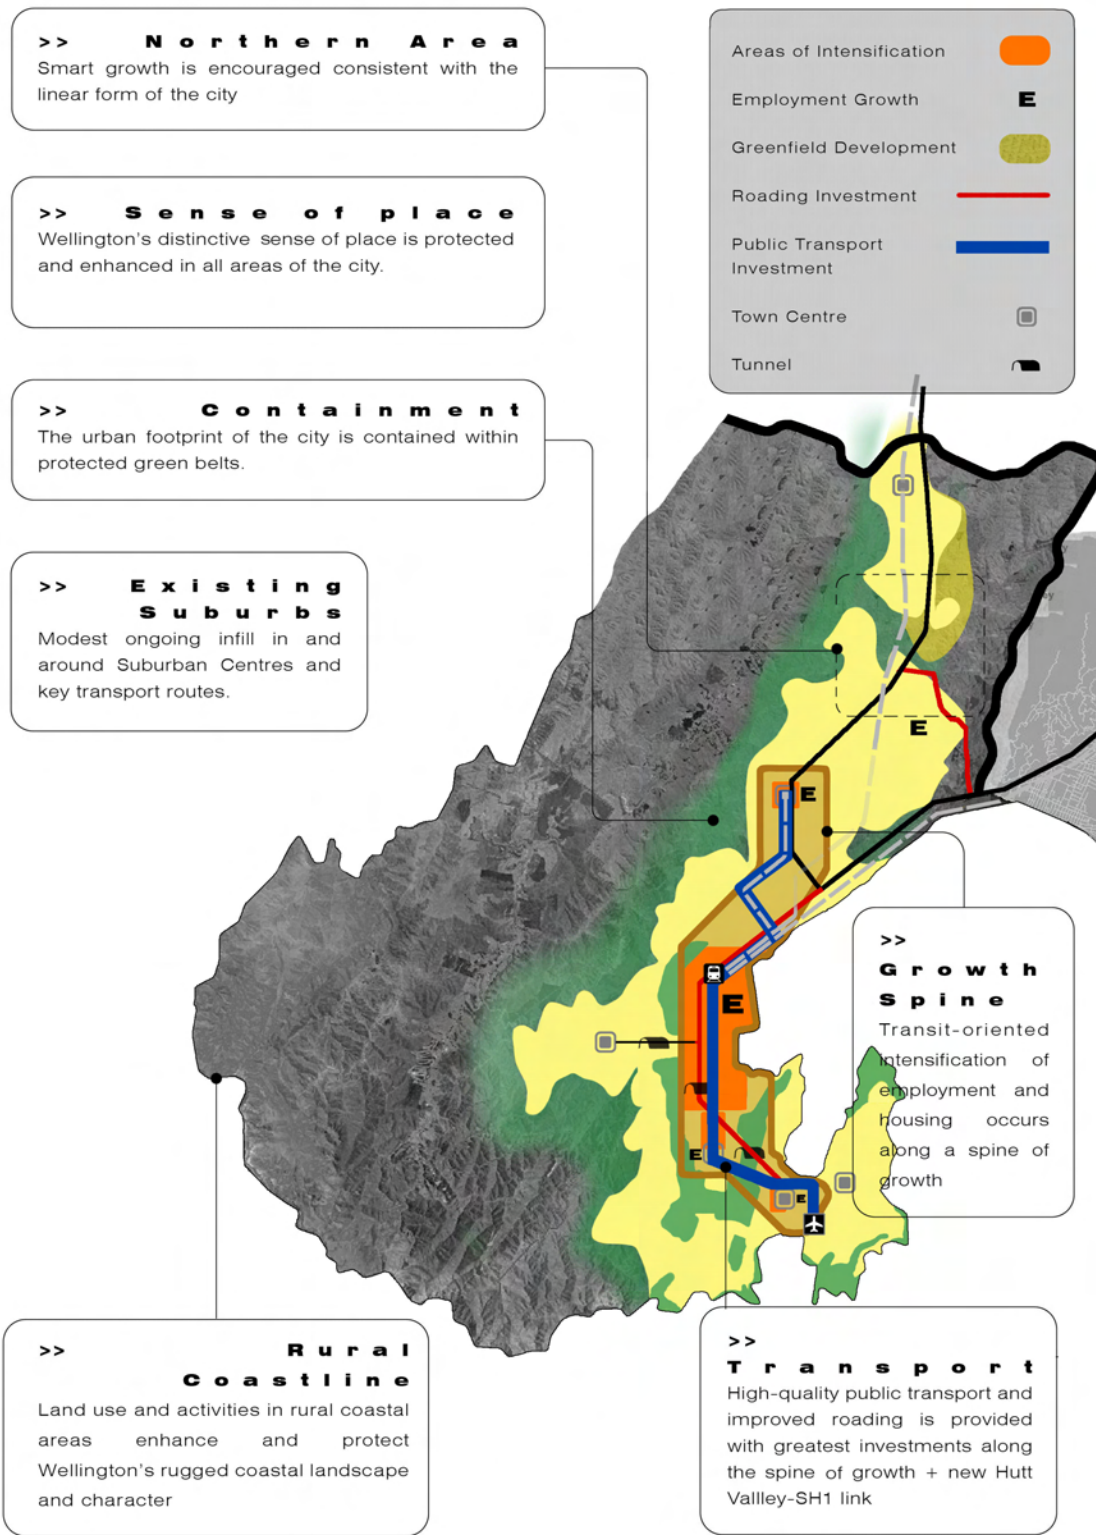 >> Northern Area
Smart growth is encouraged consistent with the
linear form of the city
>> Sense of place
Wellington's distinctive sense of place is protected
and enhanced in all areas of the city.
>> Containment
The urban footprint of the city is contained within
protected green belts.
>> Existing
Suburbs
Modest ongoing infill in and
around Suburban Centres and
key transport routes.
Areas of Intensification
Employment Growth E
Greenfield Development
Roading Investment
Public Transport
Investment
Town Centre
Tunnel
E
E
E
E
E
>>
Growth
Spine
Transit-oriented
intensification of
employment and
housing occurs
along a spine of
growth
>> Rural
Coastline
Land use and activities in rural coastal
areas enhance and protect
Wellington's rugged coastal landscape
and character
>>
Transport
High-quality public transport and
improved roading is provided
with greatest investments along
the spine of growth + new Hutt
Vallley-SH1 link